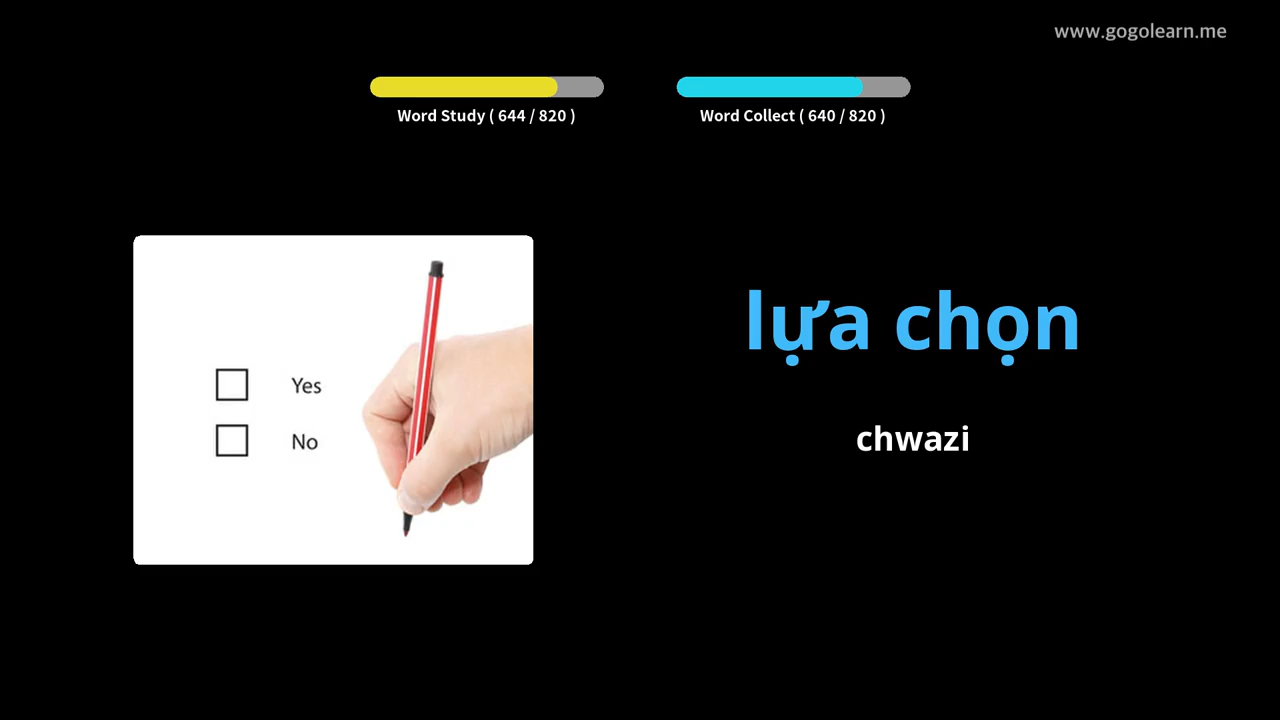 www.gogolearn.me
Word Study ( 644 / 820 )
Word Collect ( 640 / 820 )
Yes
No
lựa chọn
chwazi